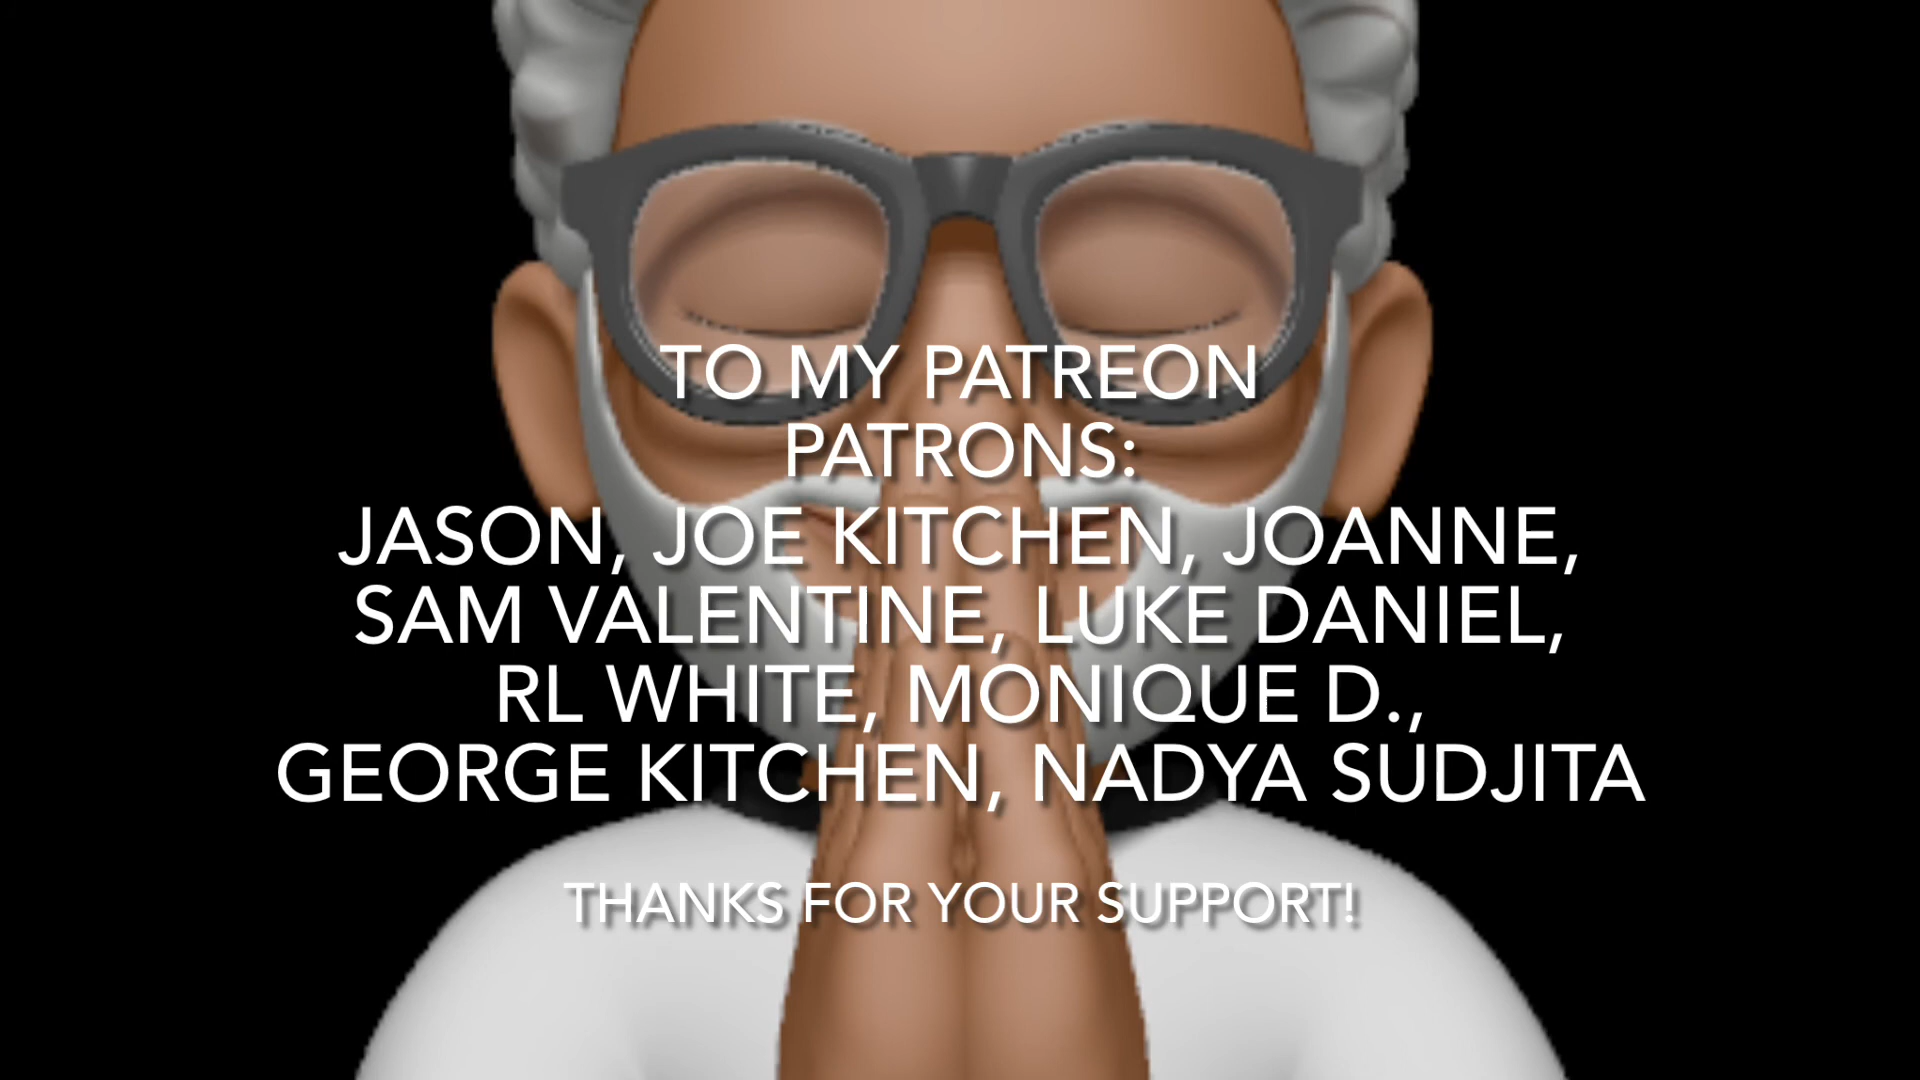 TO MY PATREON
PATRONS:
JASON, JOE KITCHEN, JOANNE,
SAM VALENTINE, LUKE DANIEL,
RL WHITE, MONIQUE D.,
GEORGE KITCHEN, NADYA SUDJITA
THANKS FOR YOUR SUPPORT!